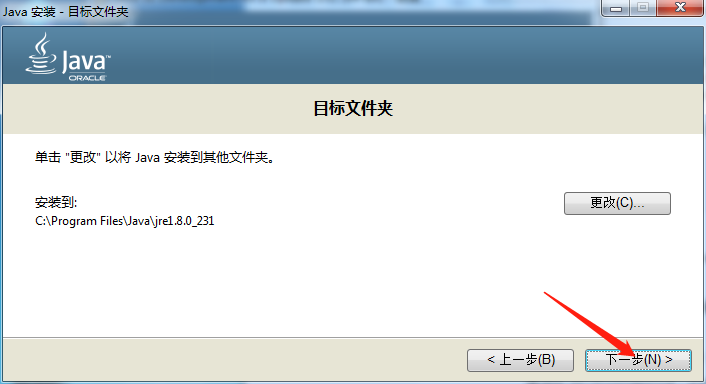 Java 安装 - 目标文件夹
Java™
ORACLE
目标文件夹
单击 "更改" 以将 Java 安装到其他文件夹。
安装到:
更改(C)...
C:\Program Files\Java\jre1.8.0_231
< 上一步(B)
下一步(N) >